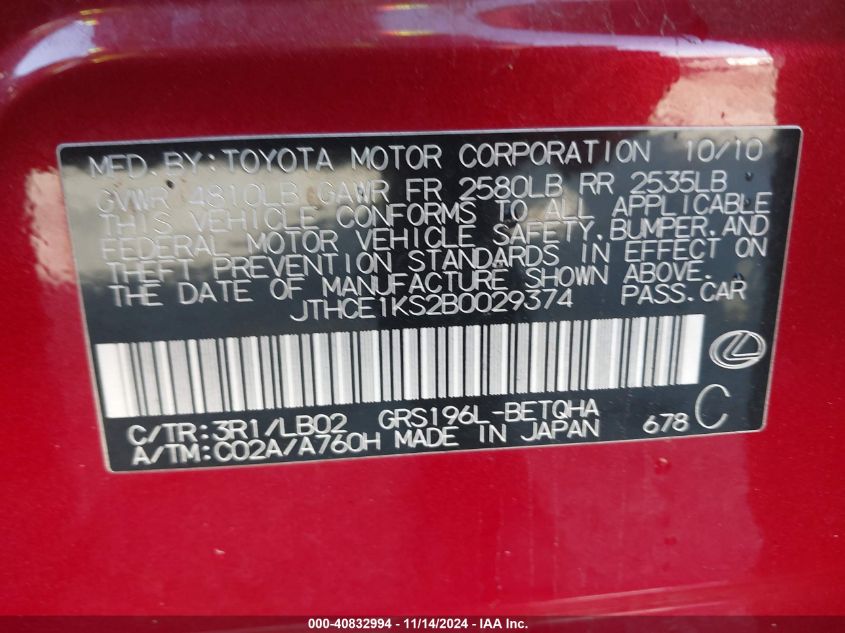 MFD.BY:TOYOTA MOTOR CORPORATION 10/10
GVWR 4810LB GAWR FR 2580LB RR 2535LB
THIS VEHICLE CONFORMS TO ALL APPLICABLE
FEDERAL MOTOR VEHICLE SAFETY,BUMPER,AND
THEFT PREVENTION STANDARDS IN EFFECT ON
THE DATE OF MANUFACTURE SHOWN ABOVE.
JTHCE1KS2B0029374 PASS.CAR
C/TR:3R1/LB02 GRS196L-BETQHA
A/TM:C02A/A760H MADE IN JAPAN 678 C
000-40832994 - 11/14/2024 - IAA Inc.